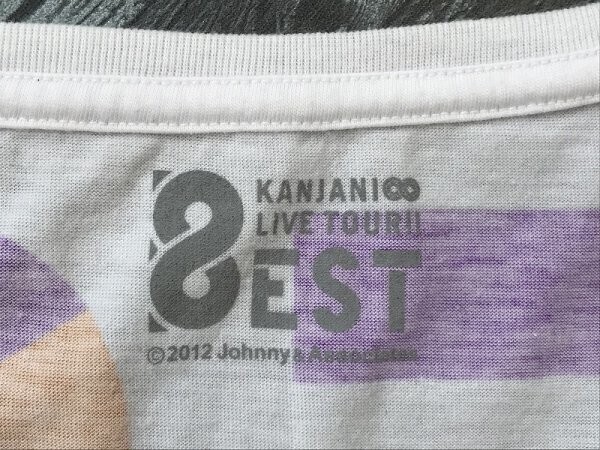 KANJANI∞
LIVE TOUR!!
8EST
©2012 Johnny & Associates